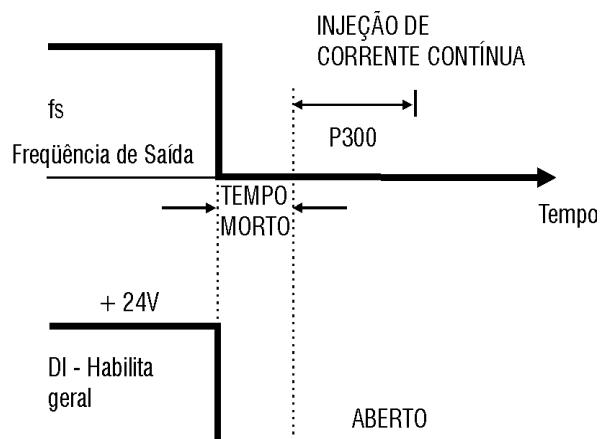 INJEÇÃO DE
CORRENTE CONTÍNUA
fs
P300
Freqüência de Saída
TEMPO
MORTO
Tempo
+ 24V
DI - Habilita
geral
ABERTO